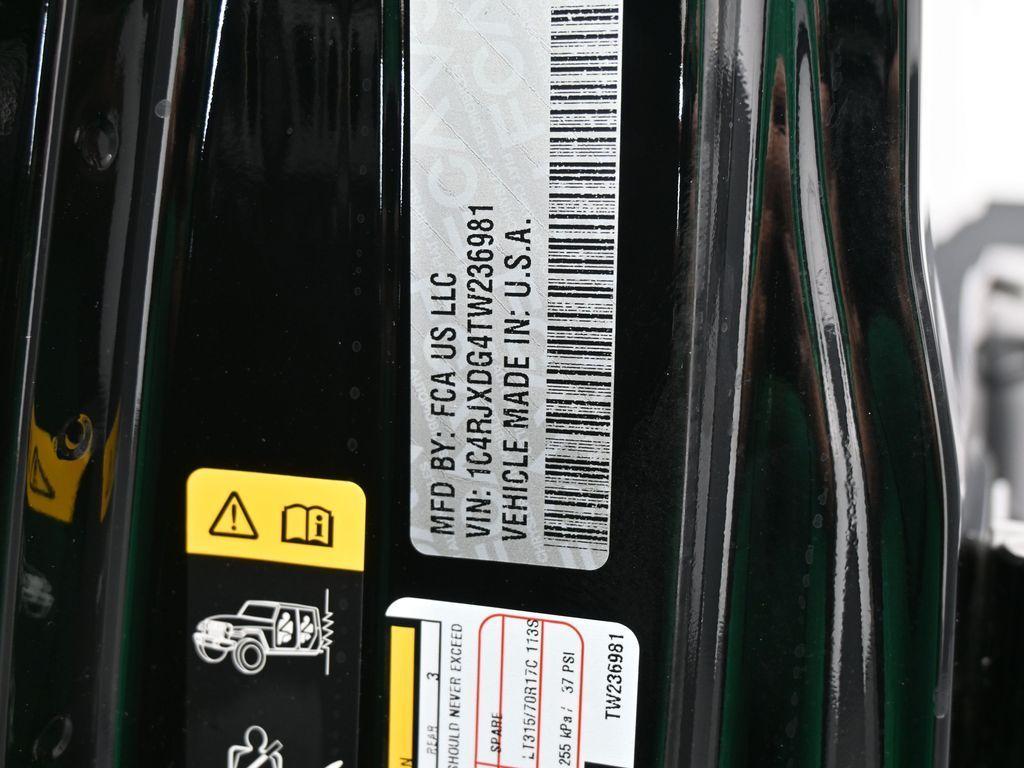 MFD BY: FCA US LLC
VIN: 1C4RJXDG4TW236981
VEHICLE MADE IN: U.S.A.
N
REAR 3
SHOULD NEVER EXCEED
SPARE
LT315/70R17C 113S
255 kPa / 37 PSI
TW236981